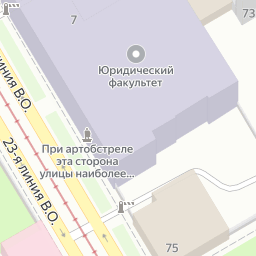 7
73
Юридический
факультет
линия В.О.
При артобстреле
эта сторона
улицы наиболее...
23-я линия В.О.
75